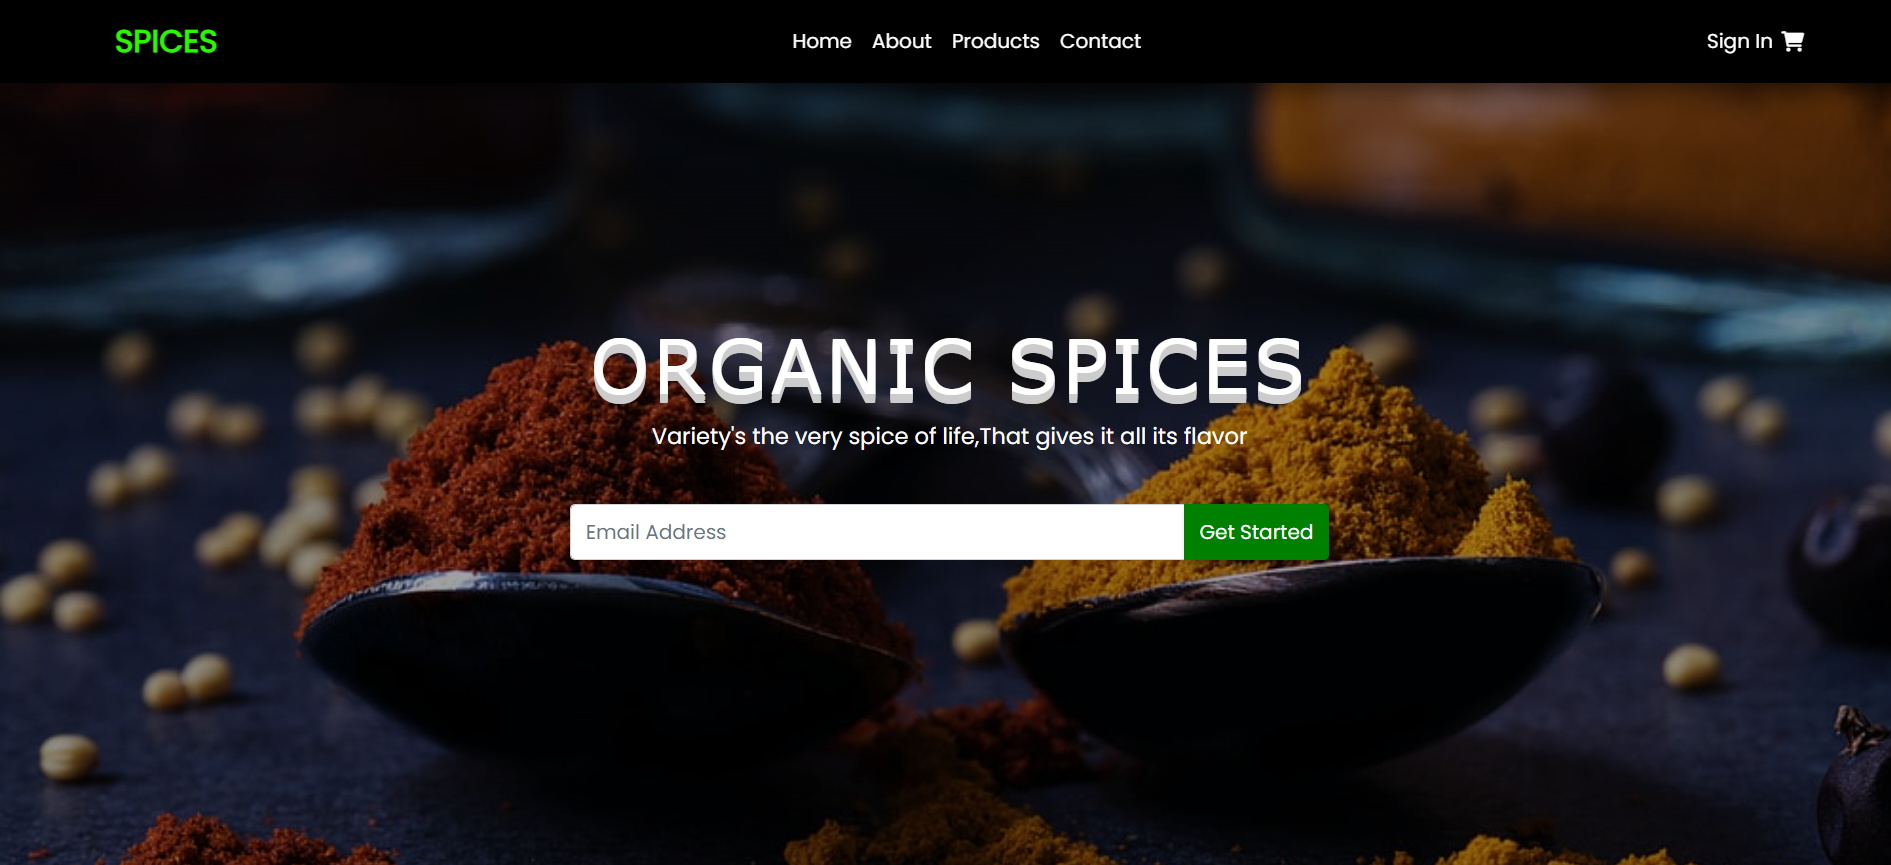 SPICES
Home About Products Contact
Sign In
ORGANIC SPICES
Variety's the very spice of life,That gives it all its flavor
Email Address
Get Started